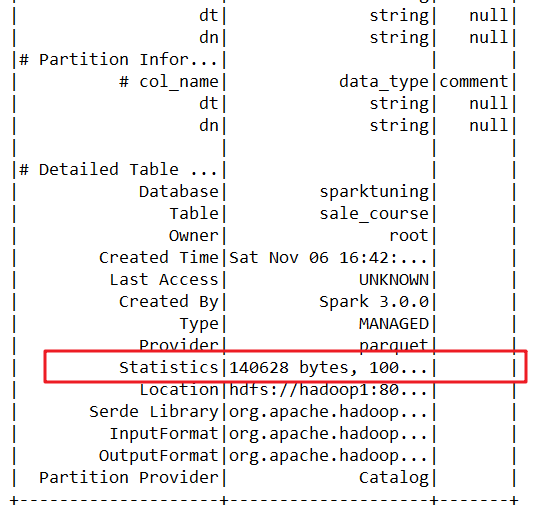 | dt| string| null|
| dn| string| null|
|# Partition Infor...| | |
| # col_name| data_type|comment|
| dt| string| null|
| dn| string| null|
| | | |
|# Detailed Table ...| | |
| Database| sparktuning| |
| Table| sale_course| |
| Owner| root| |
| Created Time|Sat Nov 06 16:42:...| |
| Last Access| UNKNOWN| |
| Created By| Spark 3.0.0| |
| Type| MANAGED| |
| Provider| parquet| |
| Statistics|140628 bytes, 100...| |
| Location|hdfs://hadoop1:80...| |
| Serde Library|org.apache.hadoop...| |
| InputFormat|org.apache.hadoop...| |
| OutputFormat|org.apache.hadoop...| |
| Partition Provider| Catalog| |
+--------------------+--------------------+-------+